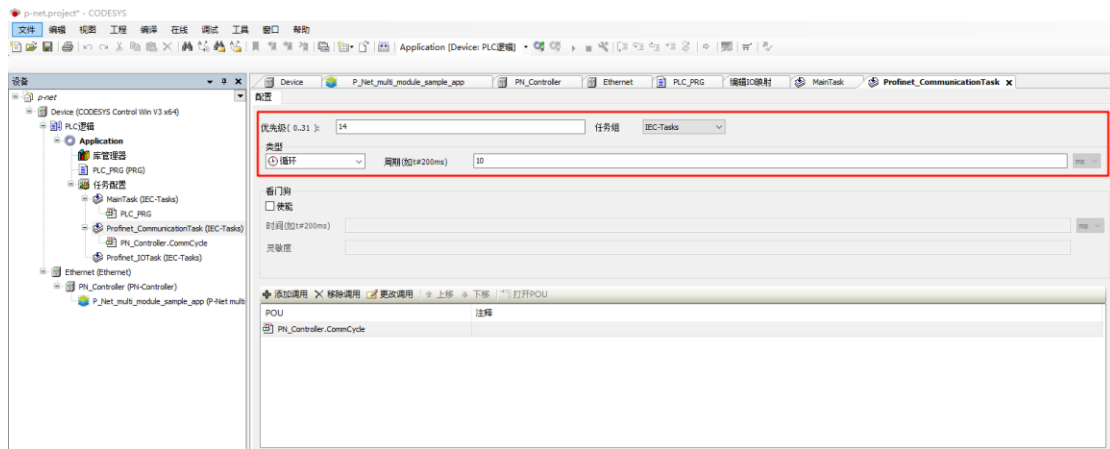 p-net.project* - CODESYS
文件 编辑 视图 工程 编译 在线 调试 工具 窗口 帮助
Application [Device: PLC逻辑]
设备
p-net
Device (CODESYS Control Win V3 x64)
PLC逻辑
Application
库管理器
PLC_PRG (PRG)
任务配置
MainTask (IEC-Tasks)
PLC_PRG
Profinet_CommunicationTask (IEC-Tasks)
PN_Controller.CommCycle
Profinet_IOTask (IEC-Tasks)
Ethernet (Ethernet)
PN_Controller (PN-Controller)
P_Net_multi_module_sample_app (P-Net multi
Device P_Net_multi_module_sample_app PN_Controller Ethernet PLC_PRG 编辑IO映射 MainTask Profinet_CommunicationTask x
配置
优先级( 0..31 ): 14 任务组 IEC-Tasks
类型
循环 周期(如t#200ms) 10 ms
看门狗
使能
时间(如t#200ms) ms
灵敏度
添加调用 移除调用 更改调用 上移 下移 打开POU
POU 注释
PN_Controller.CommCycle